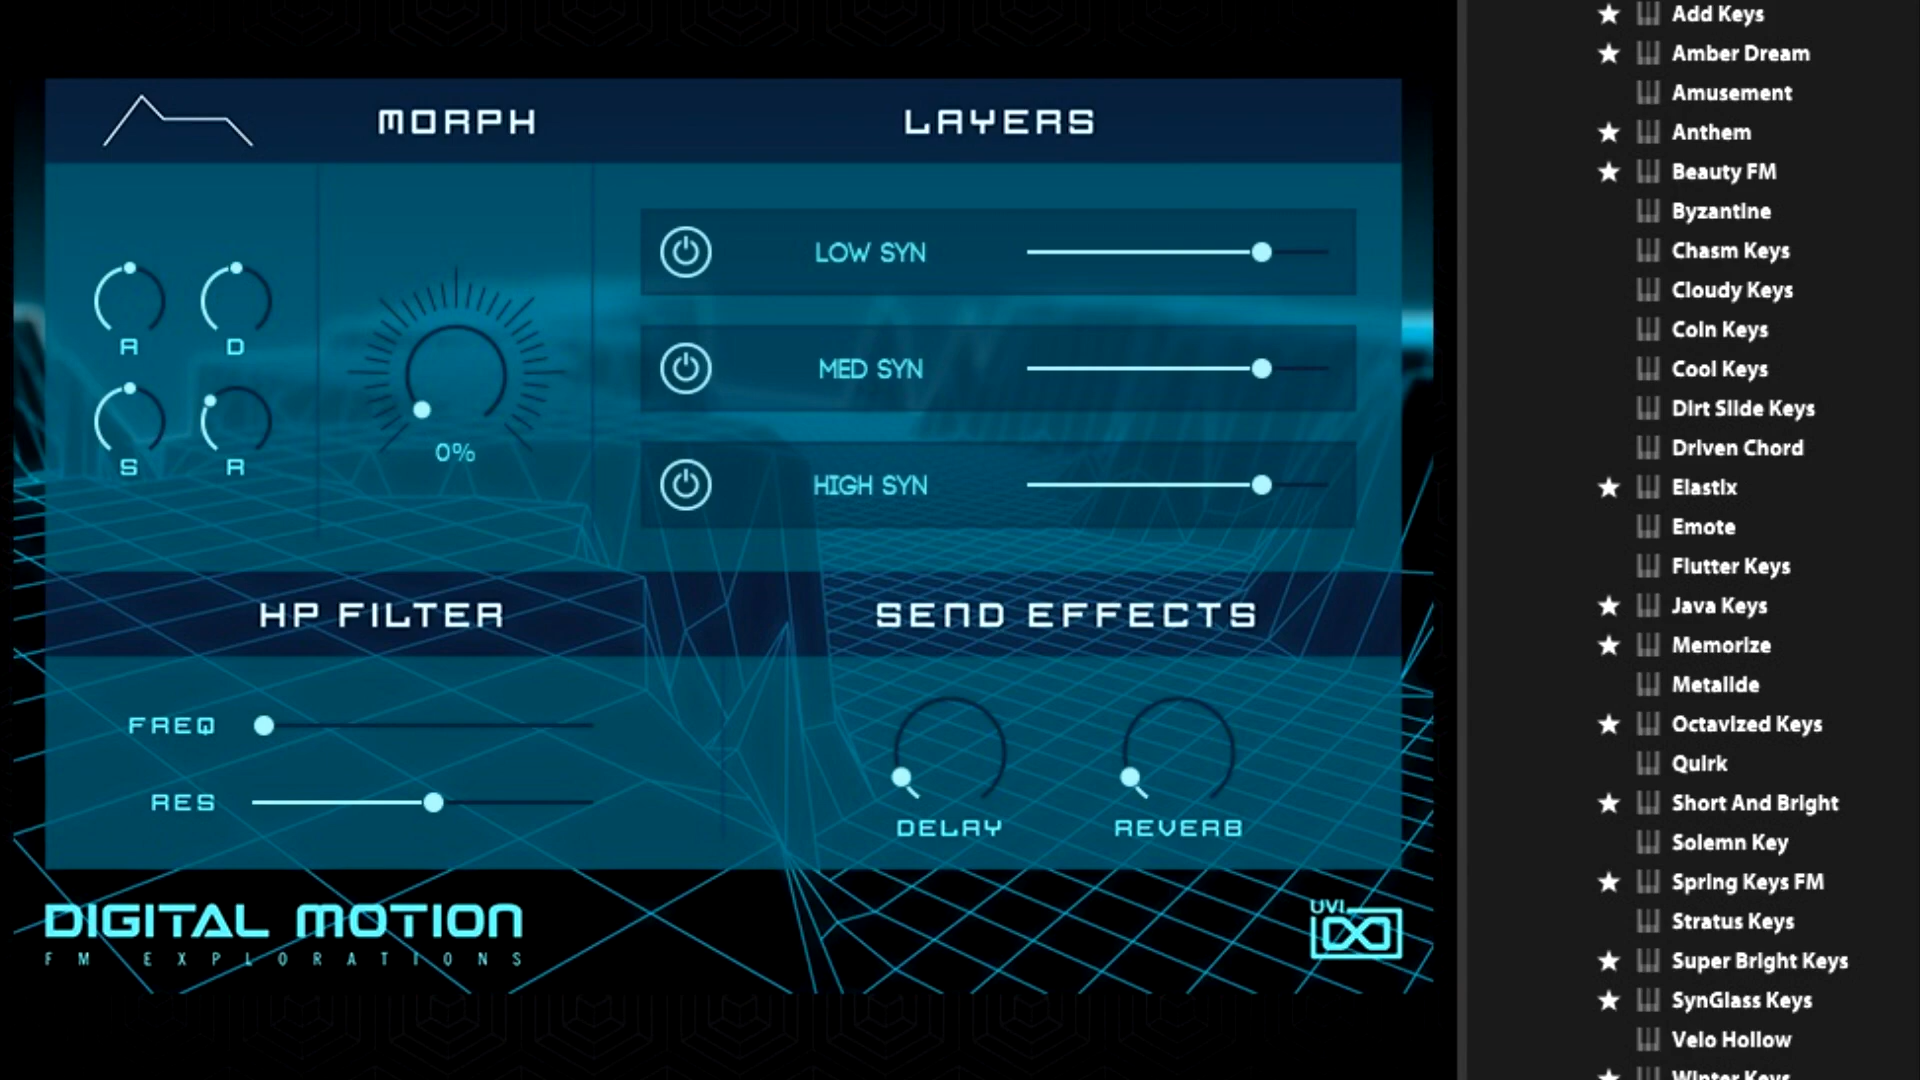 MORPH
LAYERS
LOW SYN
A
D
MED SYN
0%
S
R
HIGH SYN
HP FILTER
SEND EFFECTS
FREQ
RES
DELAY
REVERB
DIGITAL MOTION
FM EXPLORATIONS
UVI
Add Keys
Amber Dream
Amusement
Anthem
Beauty FM
Byzantine
Chasm Keys
Cloudy Keys
Coin Keys
Cool Keys
Dirt Slide Keys
Driven Chord
Elastix
Emote
Flutter Keys
Java Keys
Memorize
Metallde
Octavized Keys
Quirk
Short And Bright
Solemn Key
Spring Keys FM
Stratus Keys
Super Bright Keys
SynGlass Keys
Velo Hollow
Winter Keys